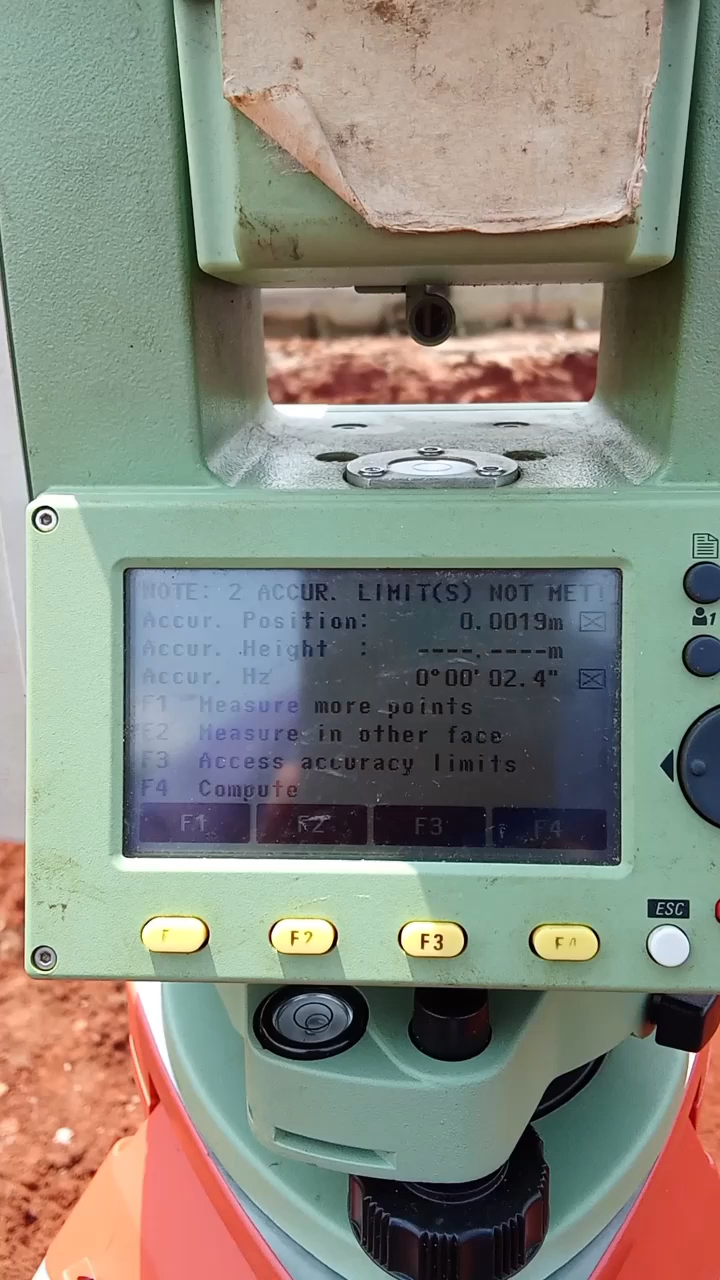 NOTE: 2 ACCUR. LIMIT(S) NOT MET!
Accur. Position: 0.0019m
Accur. Height : ----.----m
Accur. Hz 0°00'02.4"
F1 Measure more points
F2 Measure in other face
F3 Access accuracy limits
F4 Compute
F1 F2 F3 F4
1
ESC
F F2 F3 F4